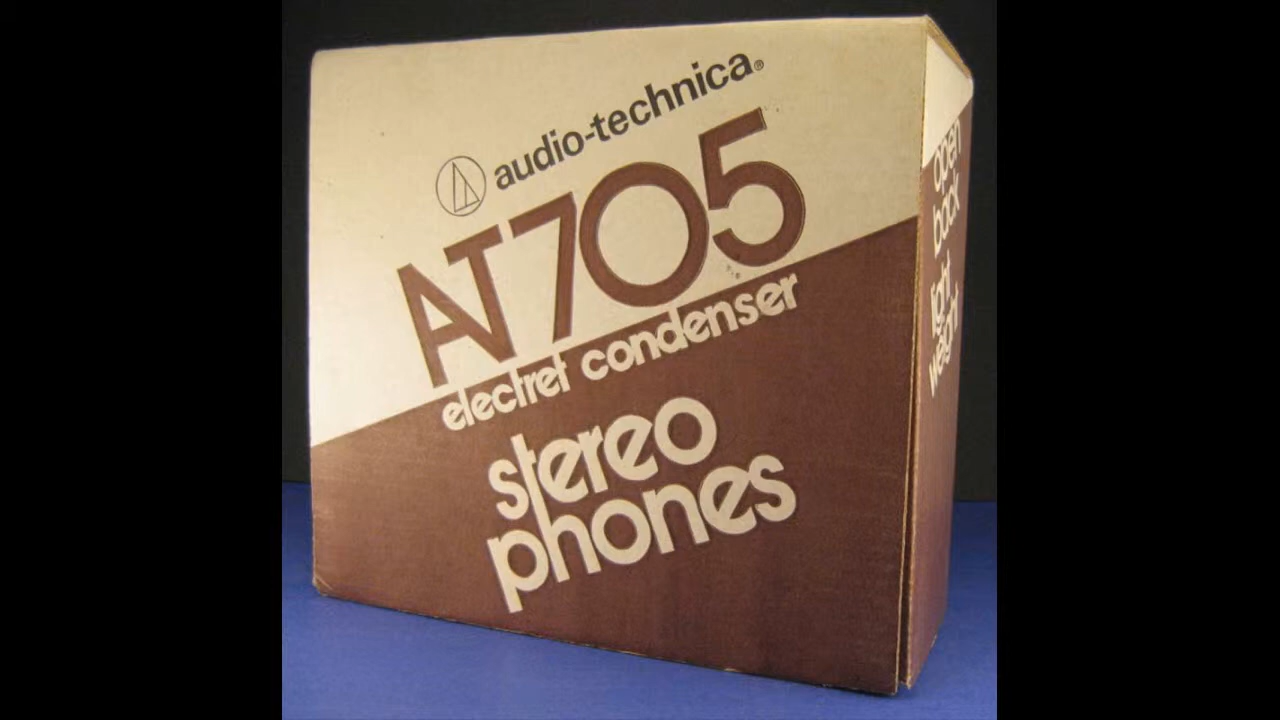 audio-technica®
AT705
electret condenser
stereo
phones
open
back
light
weight